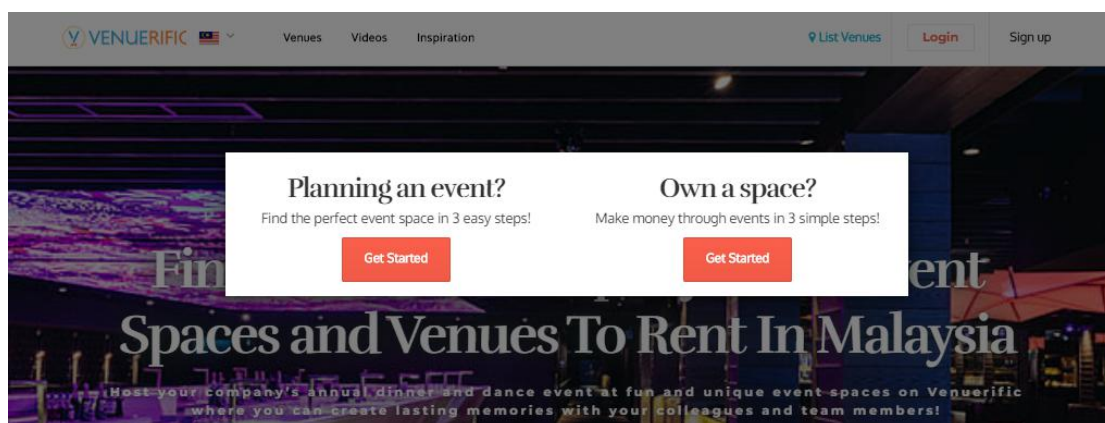 VENUERIFIC
Venues
Videos
Inspiration
List Venues
Login
Sign up
Planning an event?
Find the perfect event space in 3 easy steps!
Get Started
Own a space?
Make money through events in 3 simple steps!
Get Started
Spaces and Venues To Rent In Malaysia
Host your company's annual dinner and dance event at fun and unique event spaces on Venuerific
where you can create lasting memories with your colleagues and team members!